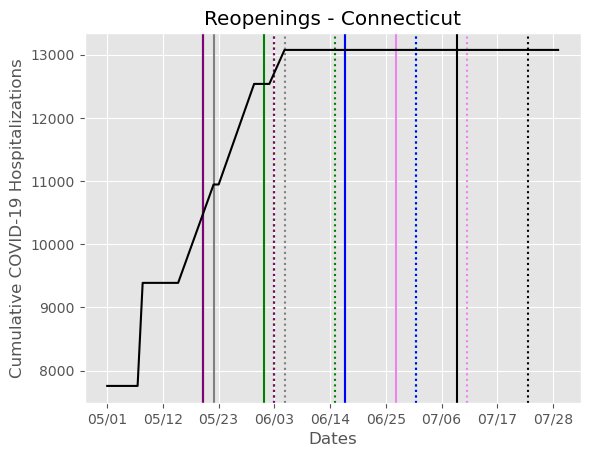 Reopenings - Connecticut
Cumulative COVID-19 Hospitalizations
13000
12000
11000
10000
9000
8000
05/01 05/12 05/23 06/03 06/14 06/25 07/06 07/17 07/28
Dates